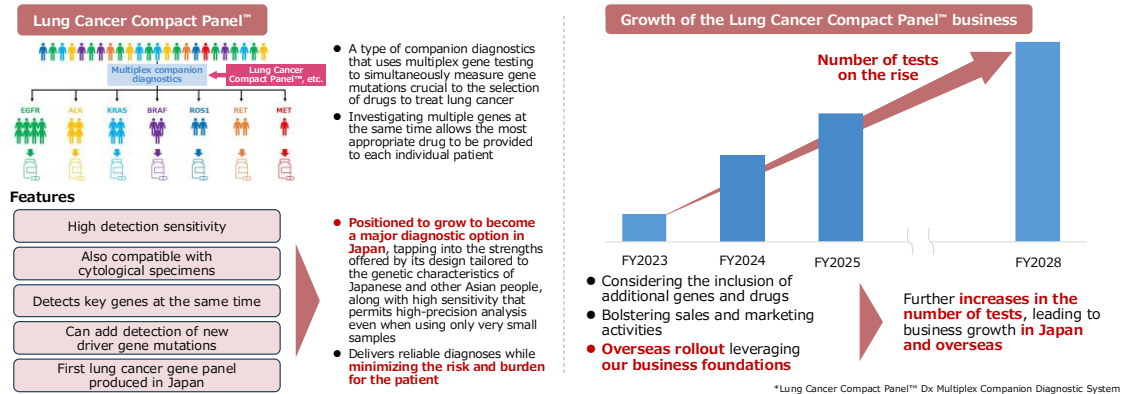 Lung Cancer Compact Panel™
Multiplex companion
diagnostics
Lung Cancer
Compact Panel™, etc.
EGFR
ALK
KRAS
BRAF
ROS1
RET
MET
● A type of companion diagnostics
that uses multiplex gene testing
to simultaneously measure gene
mutations crucial to the selection
of drugs to treat lung cancer
● Investigating multiple genes at
the same time allows the most
appropriate drug to be provided
to each individual patient
Features
High detection sensitivity
Also compatible with
cytological specimens
Detects key genes at the same time
Can add detection of new
driver gene mutations
First lung cancer gene panel
produced in Japan
● Positioned to grow to become
a major diagnostic option in
Japan, tapping into the strengths
offered by its design tailored to
the genetic characteristics of
Japanese and other Asian people,
along with high sensitivity that
permits high-precision analysis
even when using only very small
samples
● Delivers reliable diagnoses while
minimizing the risk and burden
for the patient
Growth of the Lung Cancer Compact Panel™ business
Number of tests
on the rise
FY2023
FY2024
FY2025
FY2028
● Considering the inclusion of
additional genes and drugs
● Bolstering sales and marketing
activities
● Overseas rollout leveraging
our business foundations
Further increases in the
number of tests, leading to
business growth in Japan
and overseas
*Lung Cancer Compact Panel™ Dx Multiplex Companion Diagnostic System